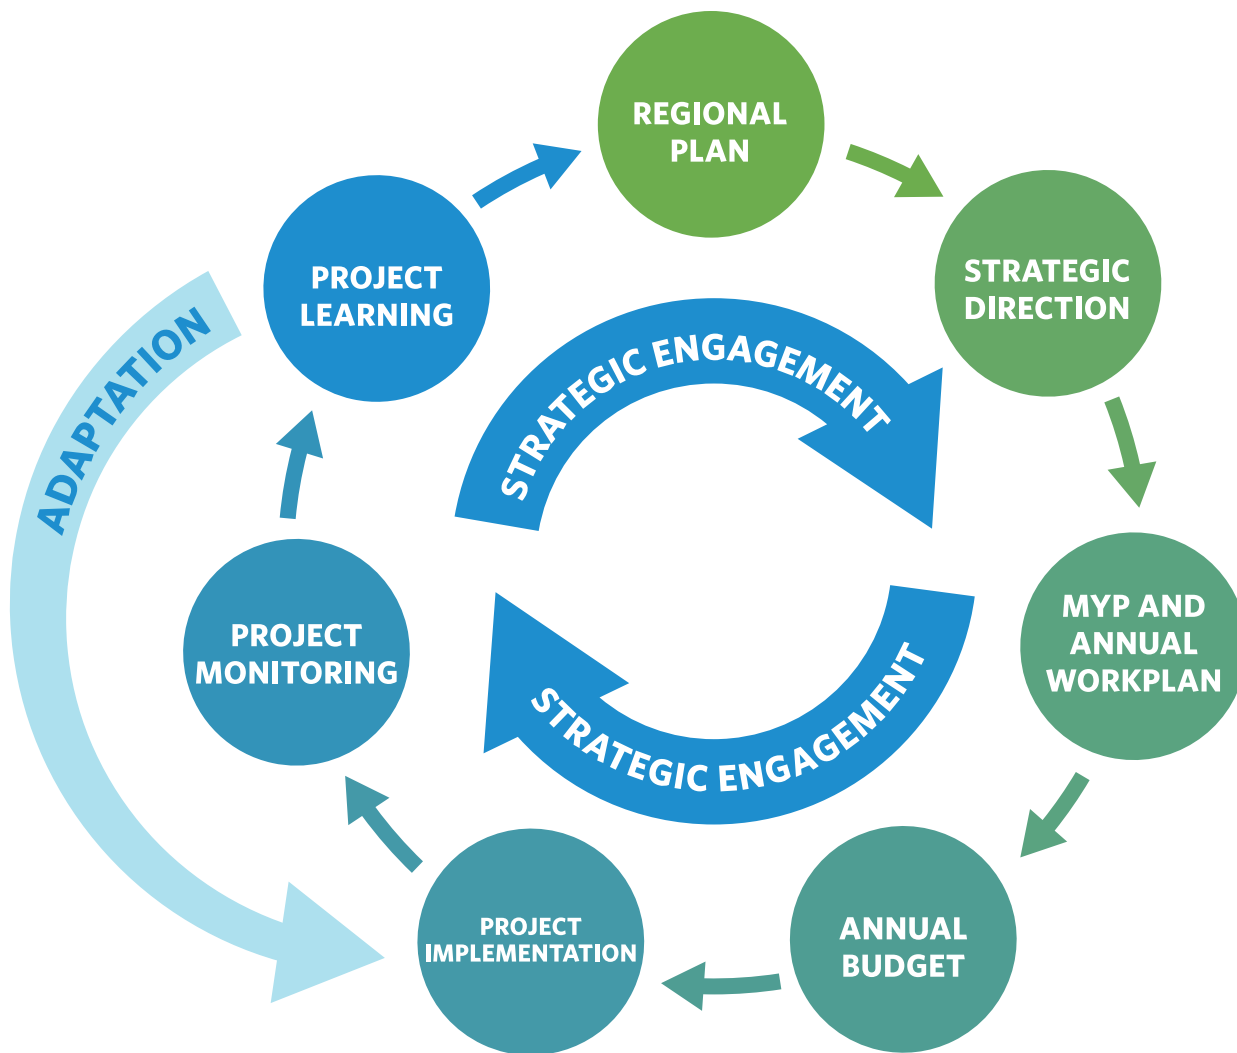 REGIONAL
PLAN
STRATEGIC
DIRECTION
MYP AND
ANNUAL
WORKPLAN
ANNUAL
BUDGET
PROJECT
IMPLEMENTATION
PROJECT
MONITORING
PROJECT
LEARNING
ADAPTATION
STRATEGIC ENGAGEMENT
STRATEGIC ENGAGEMENT